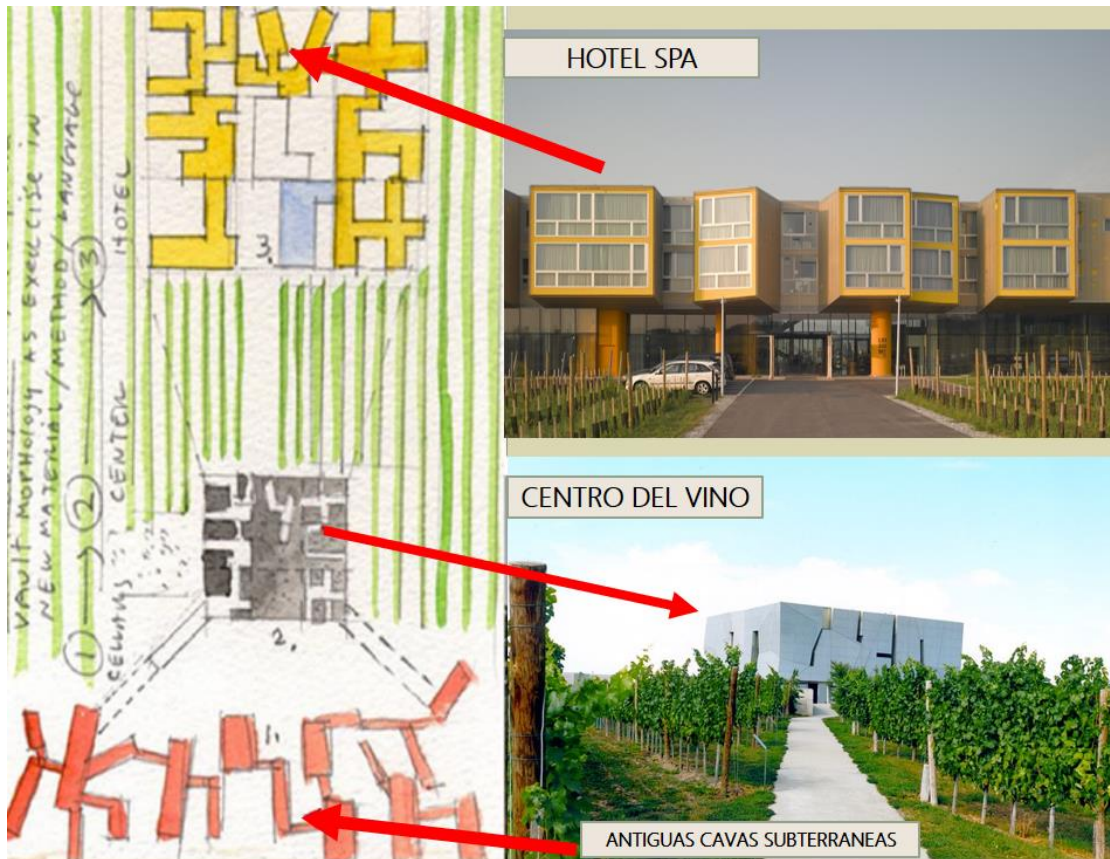 HOTEL SPA
CENTRO DEL VINO
ANTIGUAS CAVAS SUBTERRANEAS
VAULT MOPHOLOGY AS EXERCISE IN
NEW MATERIAL / METHOD / LANGUAGE
1 → 2 → 3
CELLARS CENTER HOTEL
3.
2.
1.